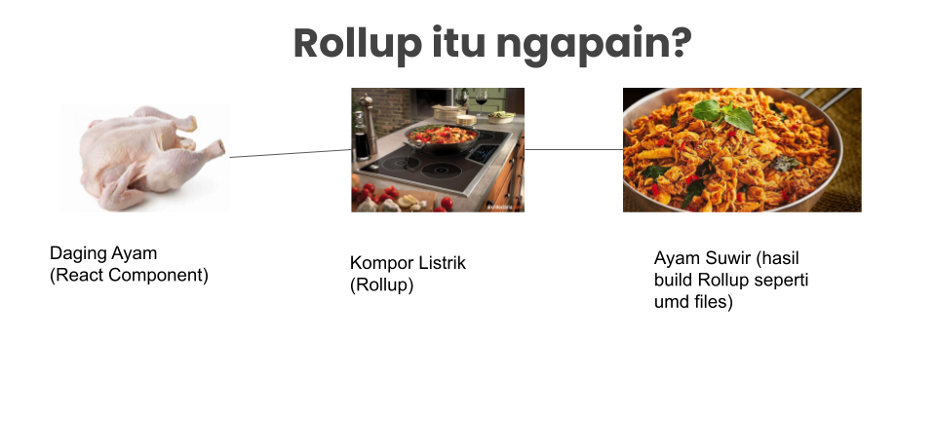 Rollup itu ngapain?
Daging Ayam
(React Component)
Kompor Listrik
(Rollup)
Ayam Suwir (hasil
build Rollup seperti
umd files)